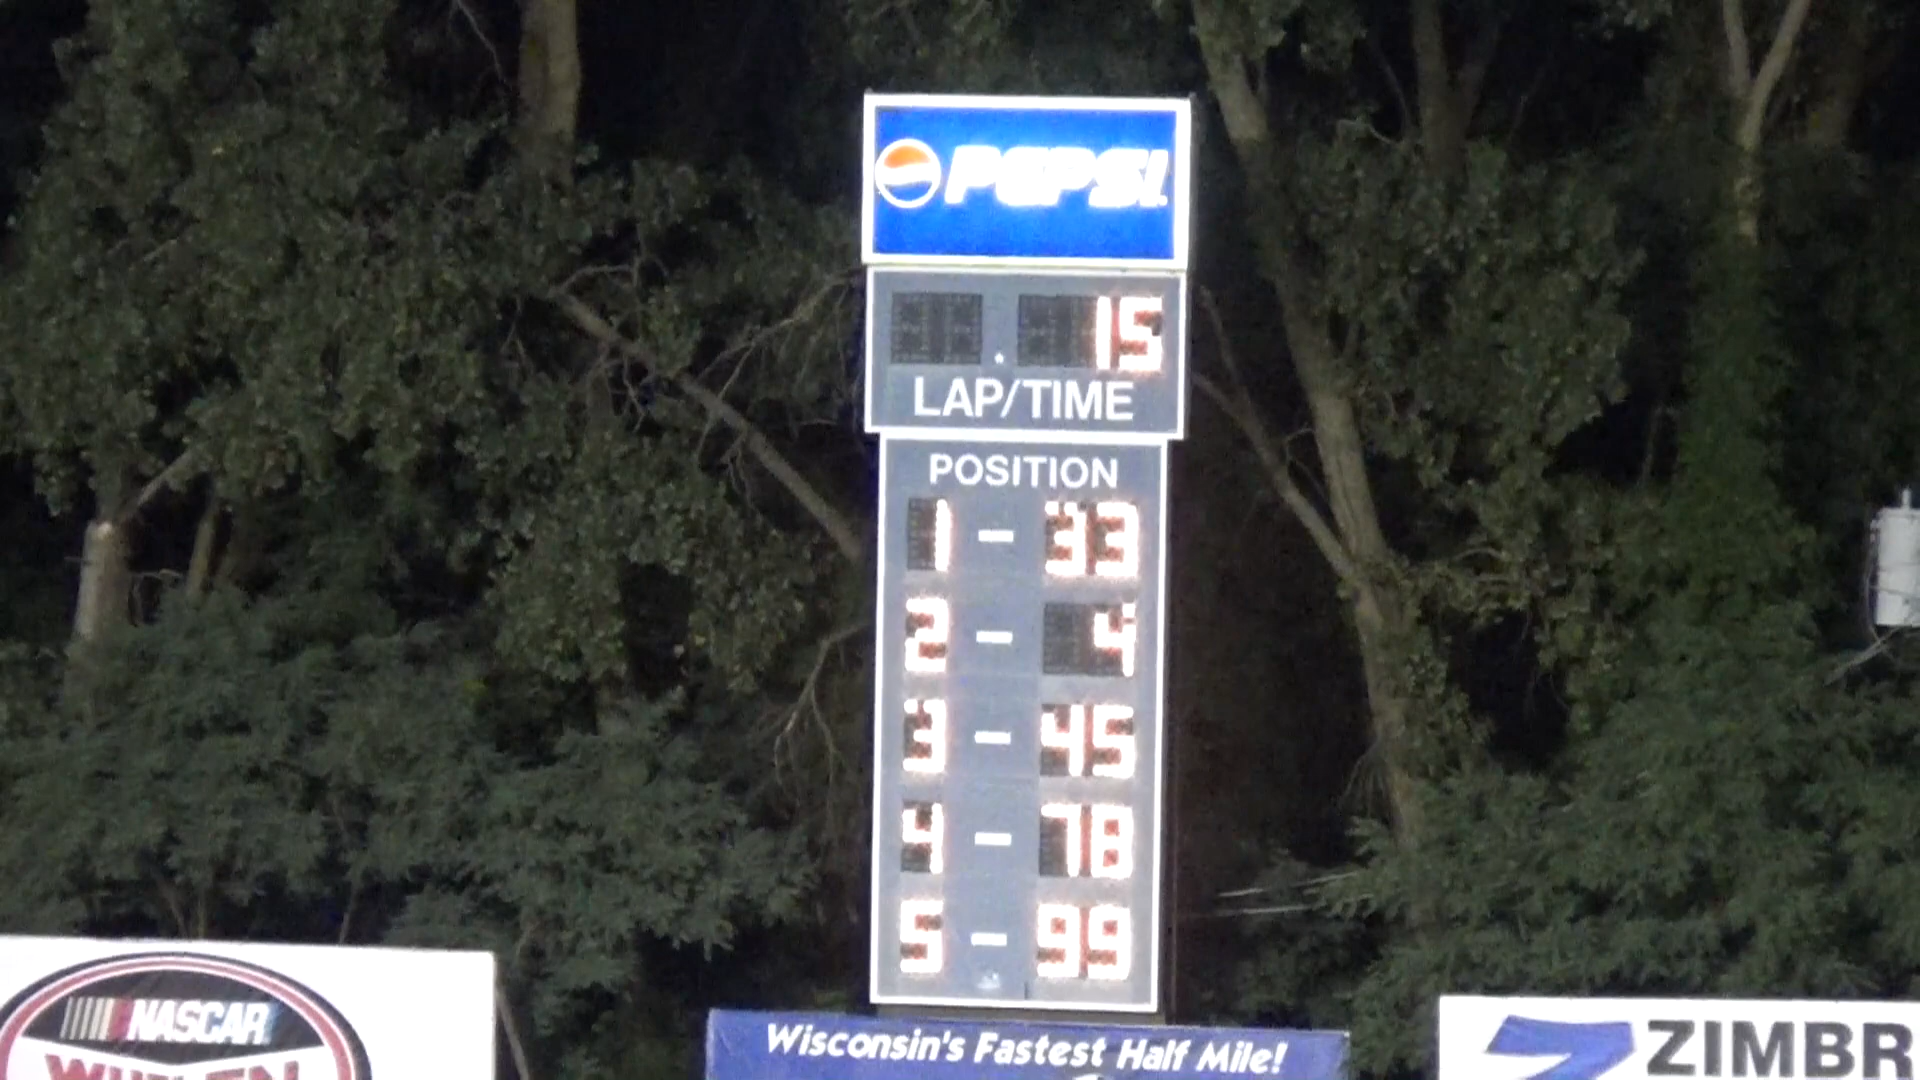 PEPSI
15
LAP/TIME
POSITION
1 - 33
2 - 4
3 - 45
4 - 78
5 - 99
NASCAR
WHELEN
Wisconsin's Fastest Half Mile!
ZIMBR